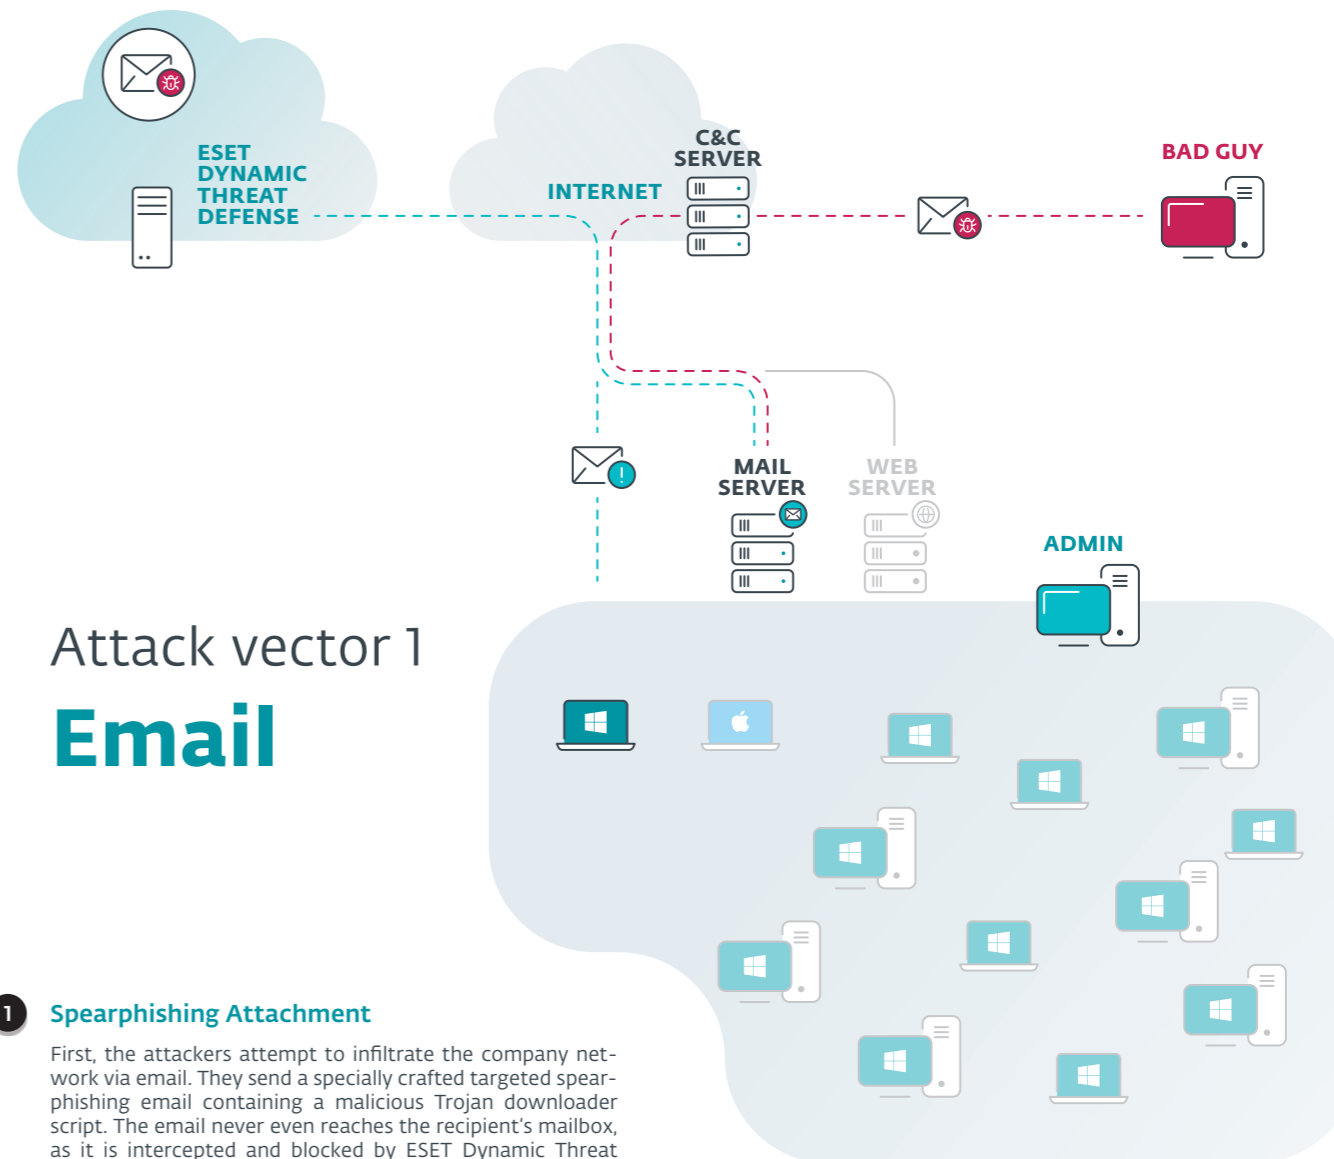 ESET
DYNAMIC
THREAT
DEFENSE
INTERNET
C&C
SERVER
BAD GUY
MAIL
SERVER
WEB
SERVER
ADMIN
Attack vector 1
Email
1
Spearphishing Attachment
First, the attackers attempt to infiltrate the company net-
work via email. They send a specially crafted targeted spear-
phishing email containing a malicious Trojan downloader
script. The email never even reaches the recipient's mailbox,
as it is intercepted and blocked by ESET Dynamic Threat